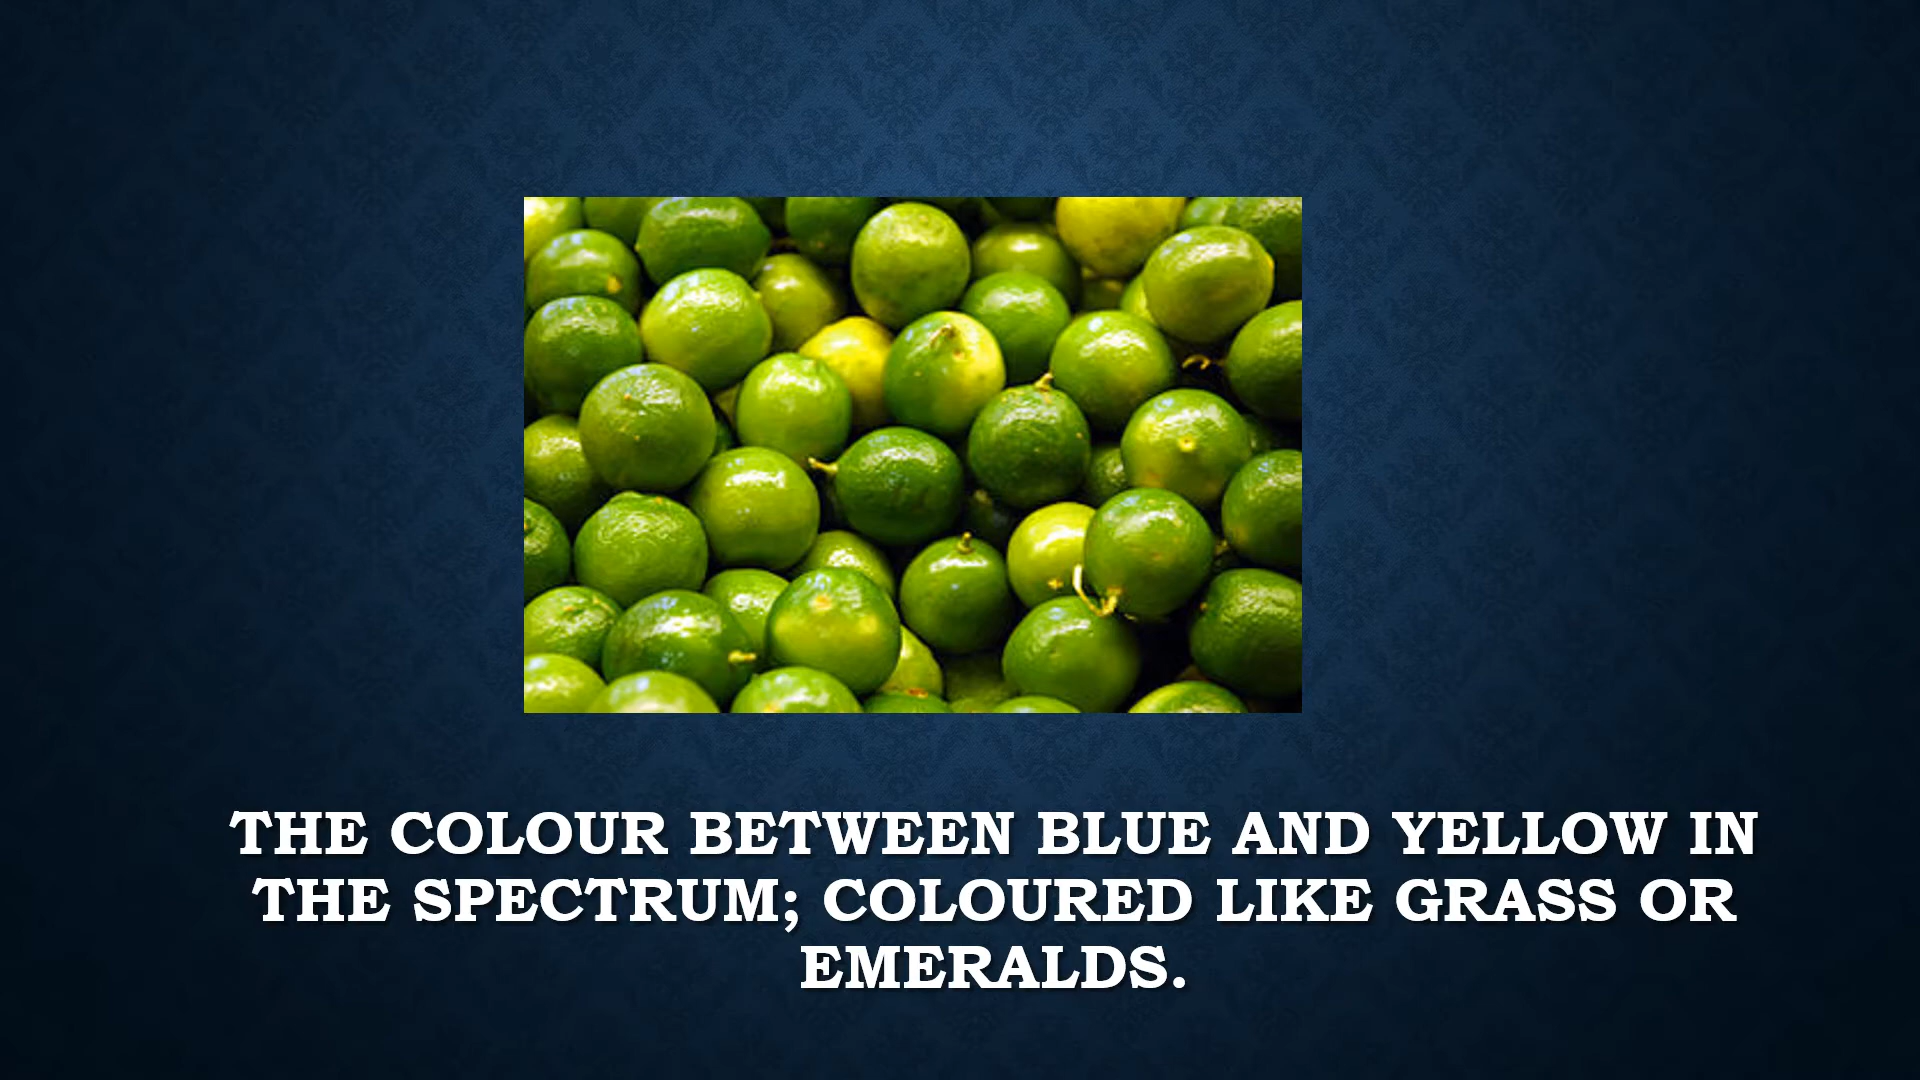 THE COLOUR BETWEEN BLUE AND YELLOW IN
THE SPECTRUM; COLOURED LIKE GRASS OR
EMERALDS.